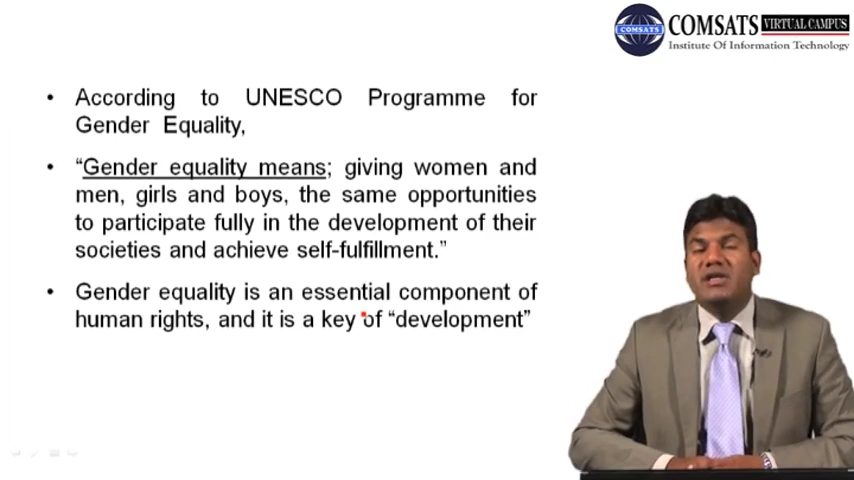 COMSATS VIRTUAL CAMPUS
COMSATS
Institute Of Information Technology
• According to UNESCO Programme for
Gender Equality,
• “Gender equality means; giving women and
men, girls and boys, the same opportunities
to participate fully in the development of their
societies and achieve self-fulfillment.”
• Gender equality is an essential component of
human rights, and it is a key of “development”